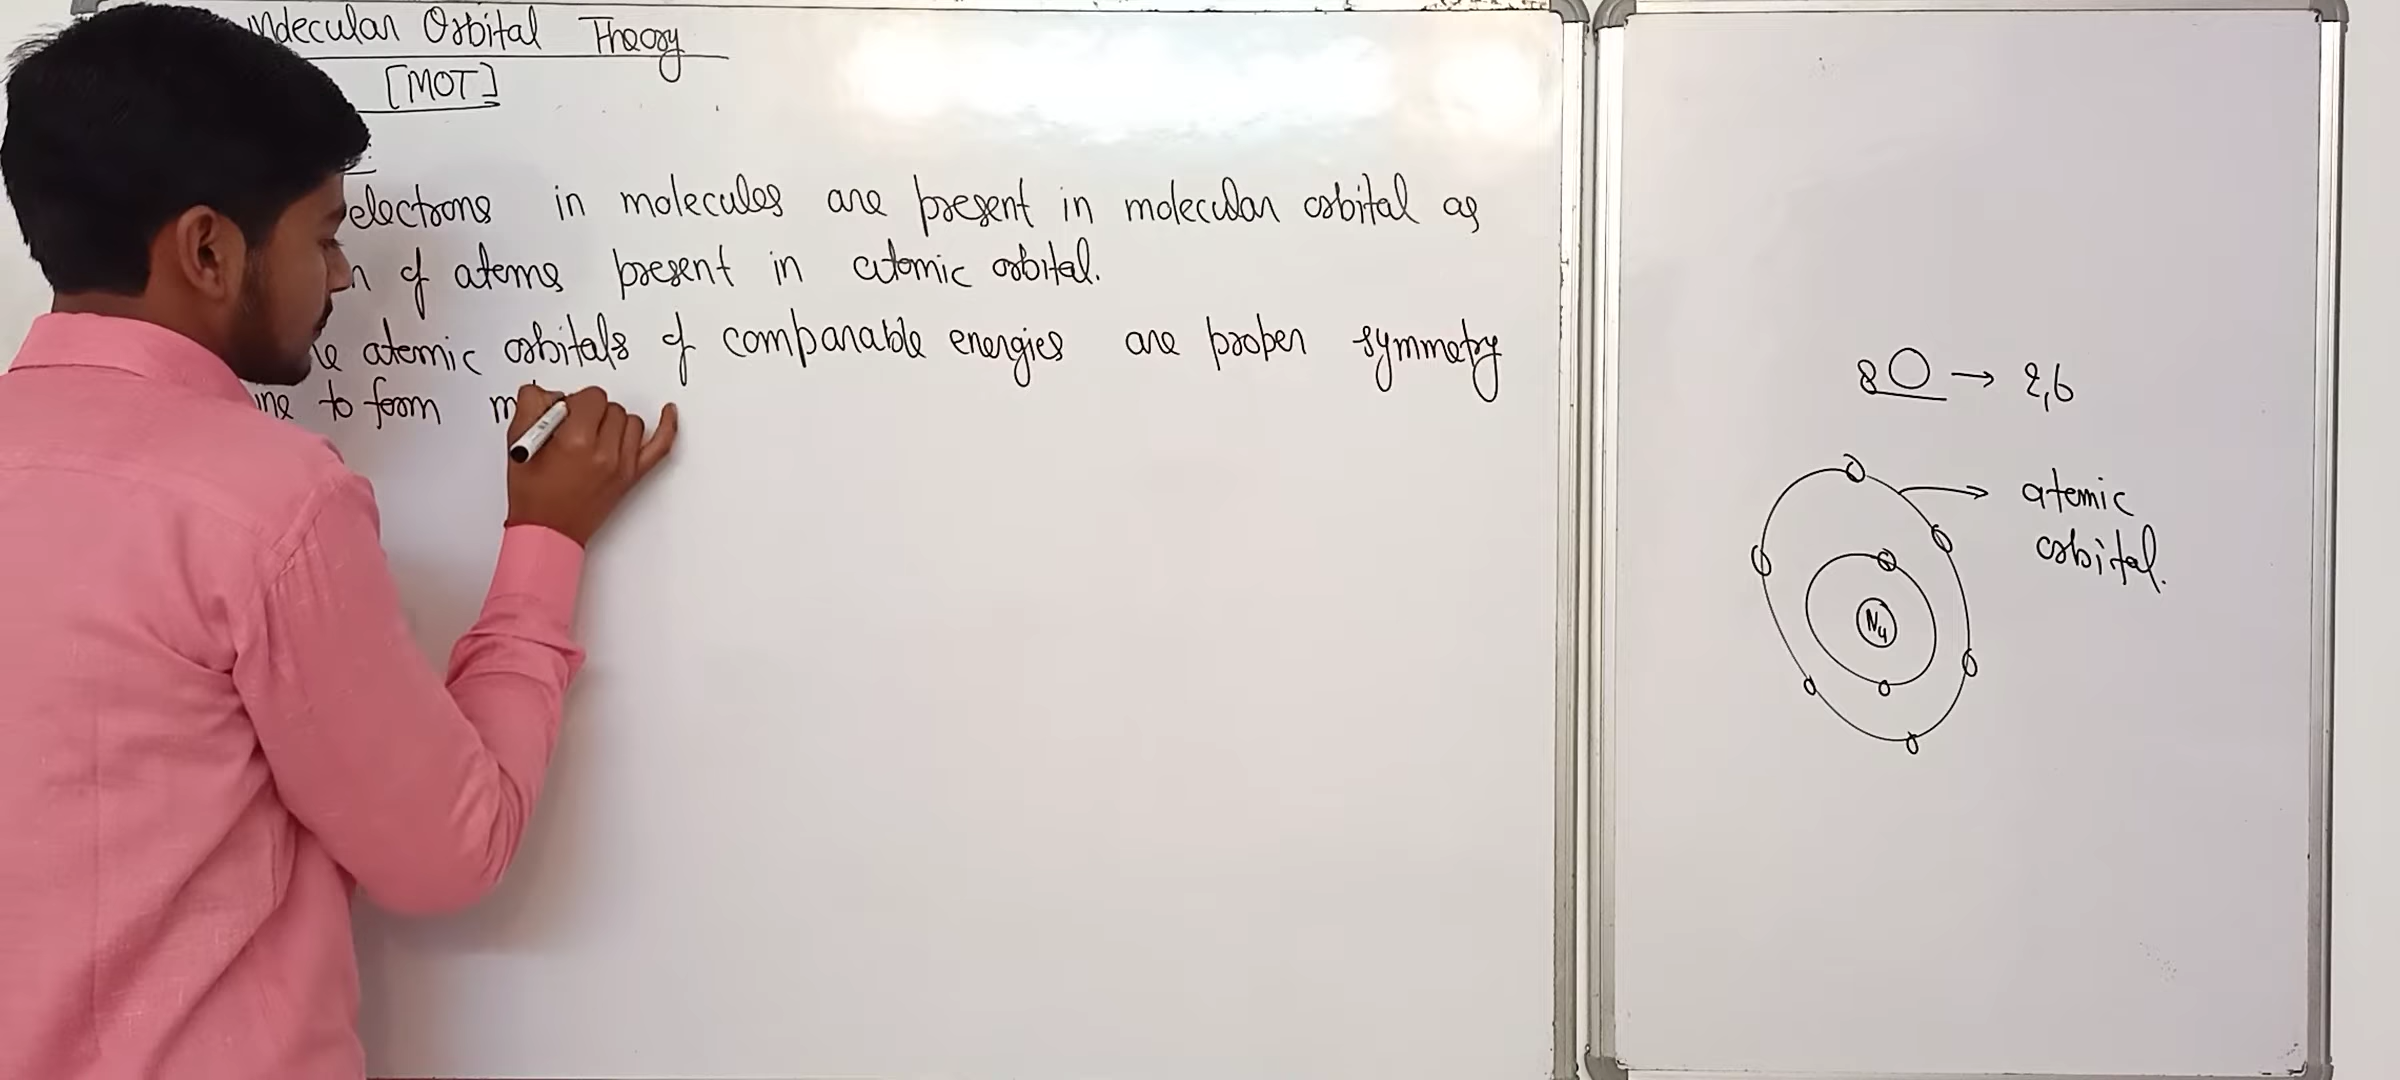 Molecular Orbital Theory
[MOT]
electrons in molecules are present in molecular orbital as
of atoms present in atomic orbital.
atomic orbitals of comparable energies are proper symmetry
to form
8O → 2,6
atomic
orbital.
Nu